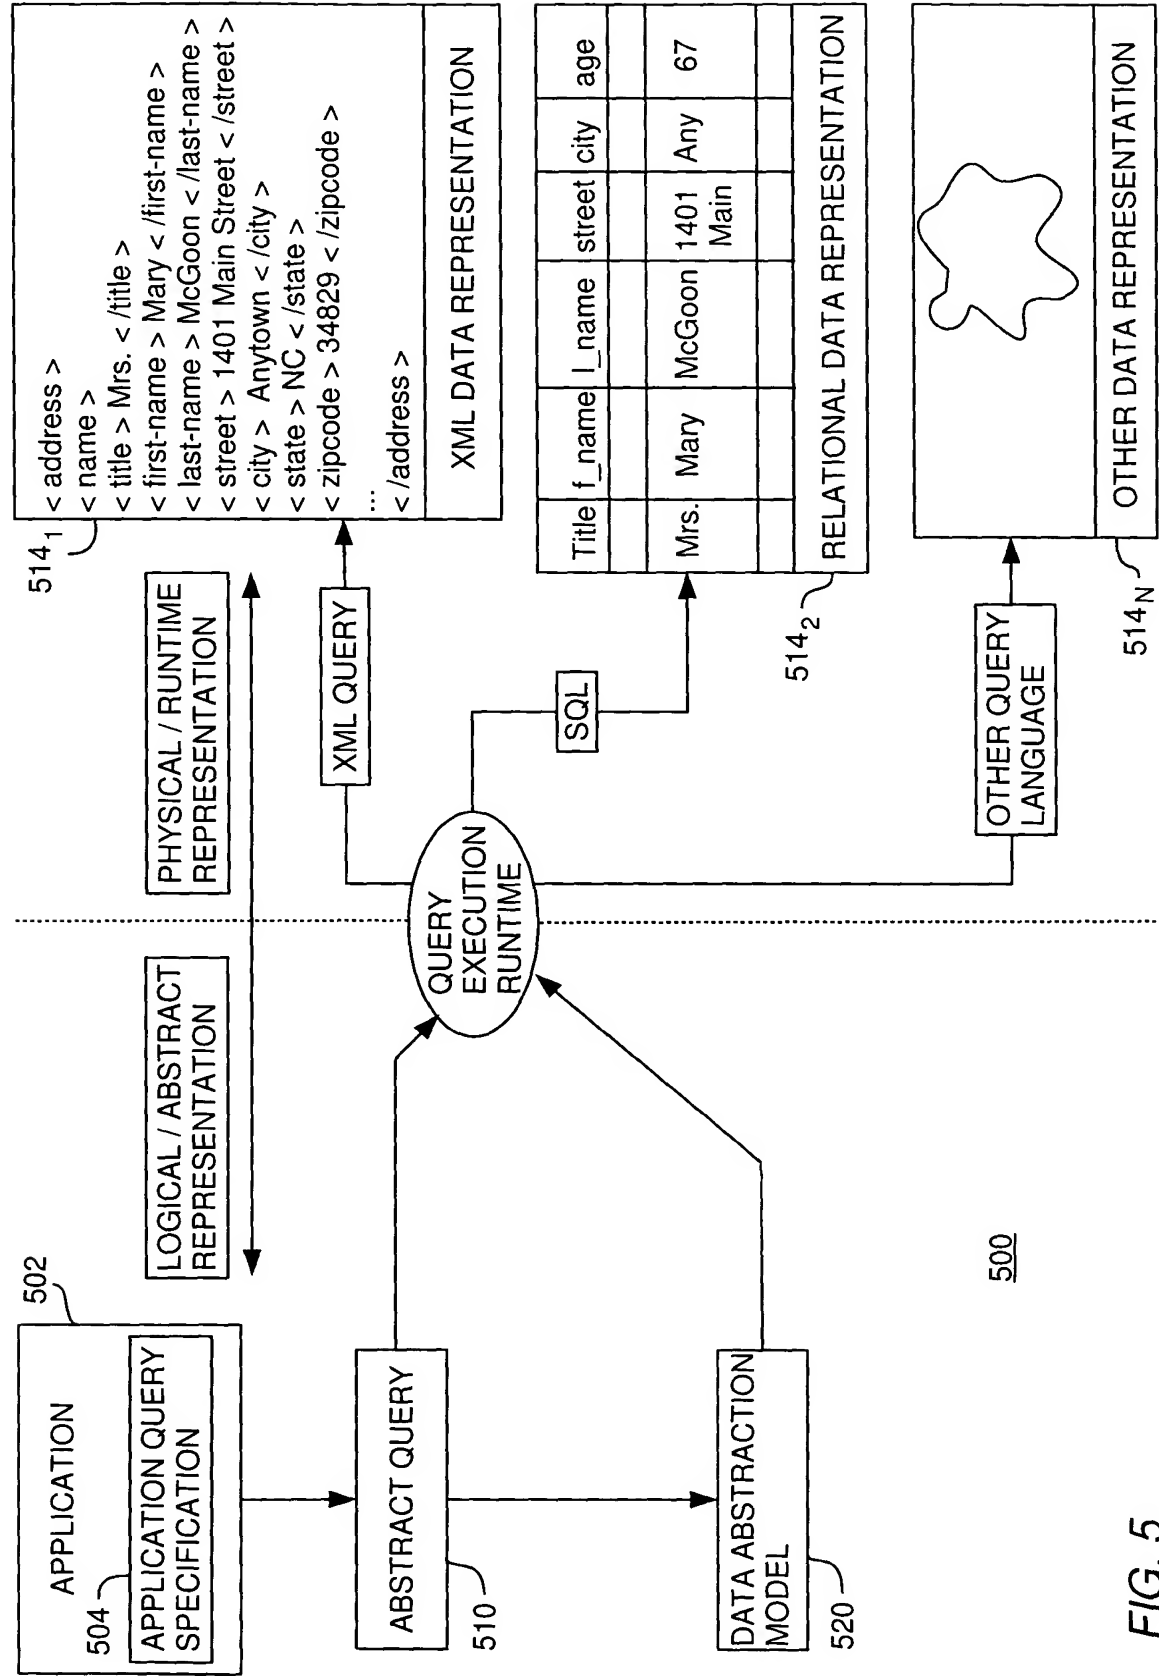 APPLICATION
502
504
APPLICATION QUERY
SPECIFICATION
LOGICAL / ABSTRACT
REPRESENTATION
PHYSICAL / RUNTIME
REPRESENTATION
ABSTRACT QUERY
510
DATA ABSTRACTION
MODEL
520
QUERY
EXECUTION
RUNTIME
XML QUERY
SQL
OTHER QUERY
LANGUAGE
514₁
< address >
< name >
< title > Mrs. < /title >
< first-name > Mary < /first-name >
< last-name > McGoon < /last-name >
< street > 1401 Main Street < /street >
< city > Anytown < /city >
< state > NC < /state >
< zipcode > 34829 < /zipcode >
...
< /address >
XML DATA REPRESENTATION
Title f_name l_name street city age
Mrs. Mary McGoon 1401 Any 67
Main
RELATIONAL DATA REPRESENTATION
514₂
OTHER DATA REPRESENTATION
514N
500
FIG. 5